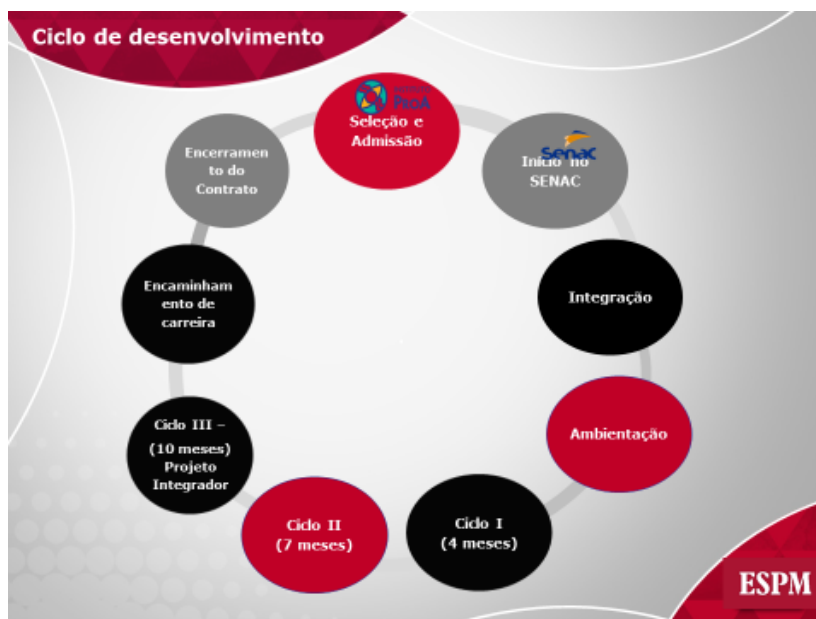 Ciclo de desenvolvimento
PROA
Seleção e
Admissão
Senac
Início no
SENAC
Integração
Ambientação
Ciclo I
(4 meses)
Ciclo II
(7 meses)
Ciclo III –
(10 meses)
Projeto
Integrador
Encaminham
ento de
carreira
Encerramen
to do
Contrato
ESPM